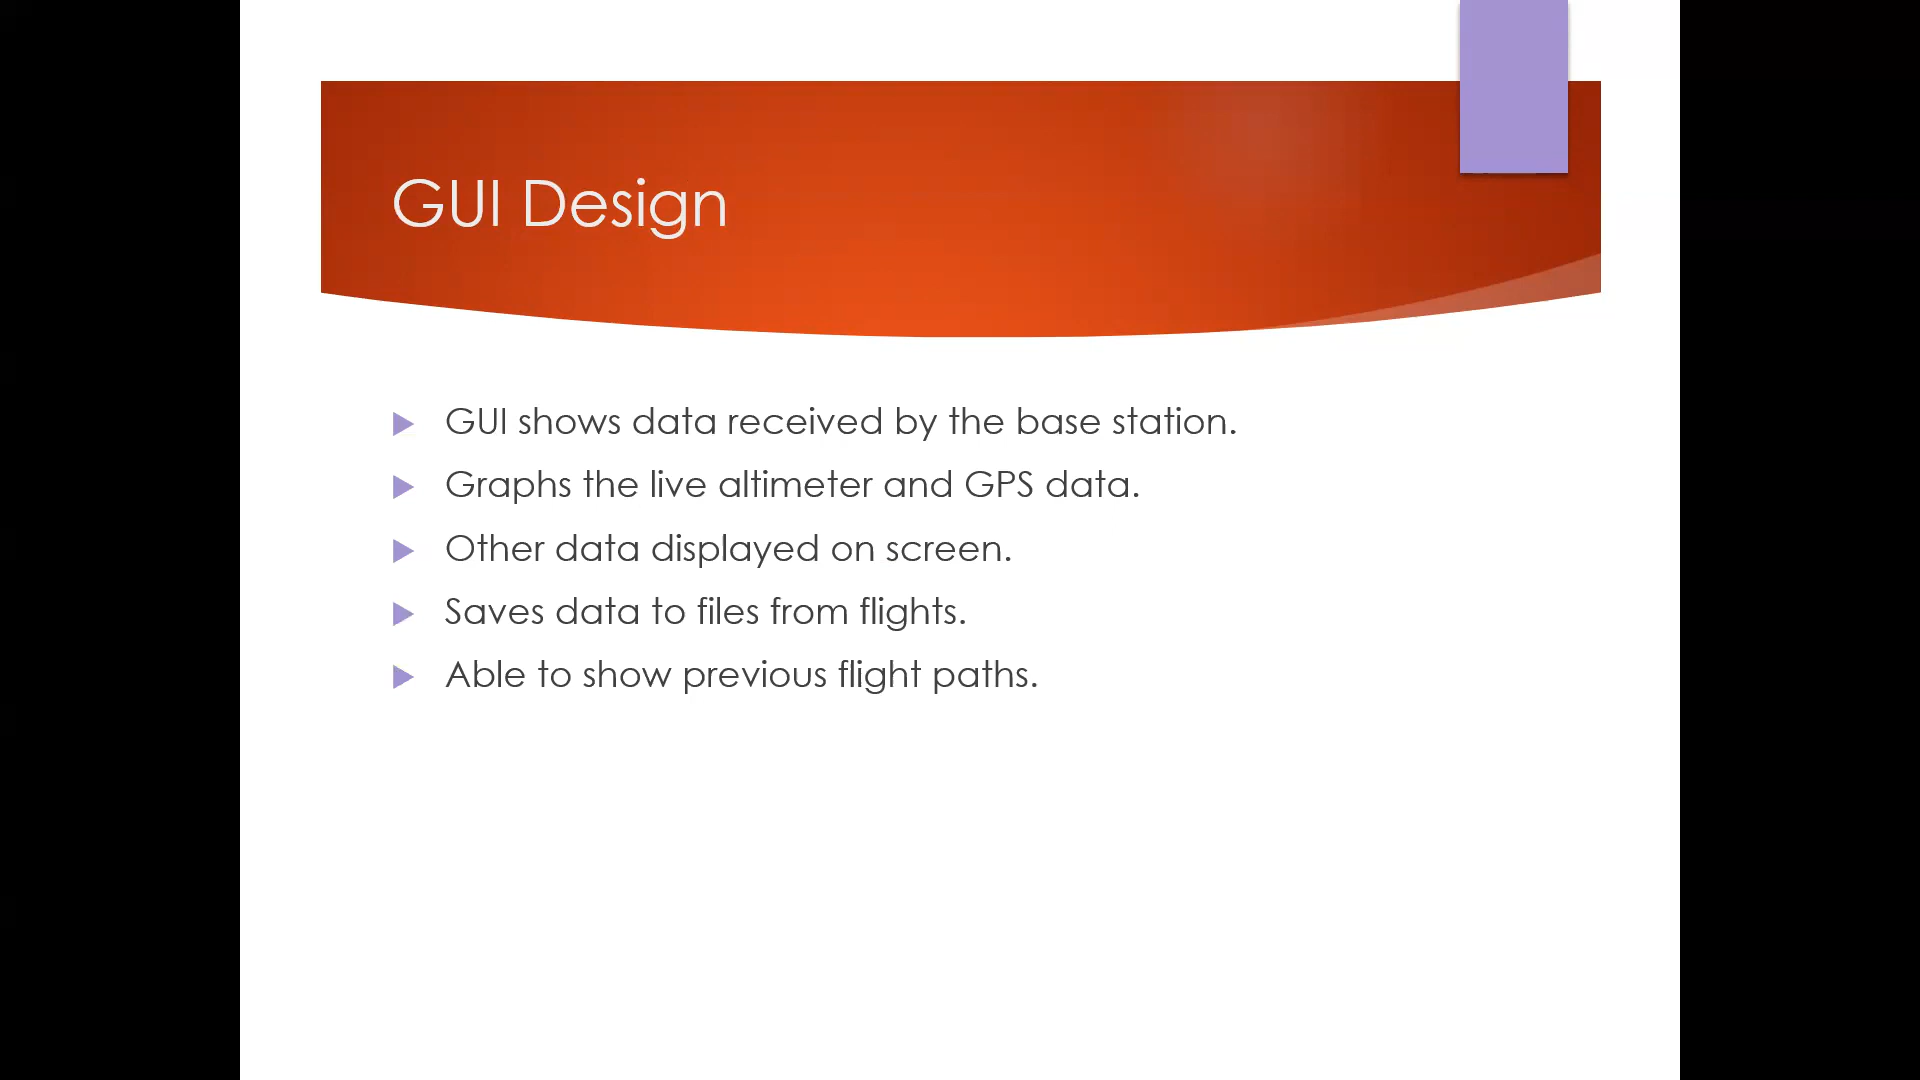 GUI Design
GUI shows data received by the base station.
Graphs the live altimeter and GPS data.
Other data displayed on screen.
Saves data to files from flights.
Able to show previous flight paths.